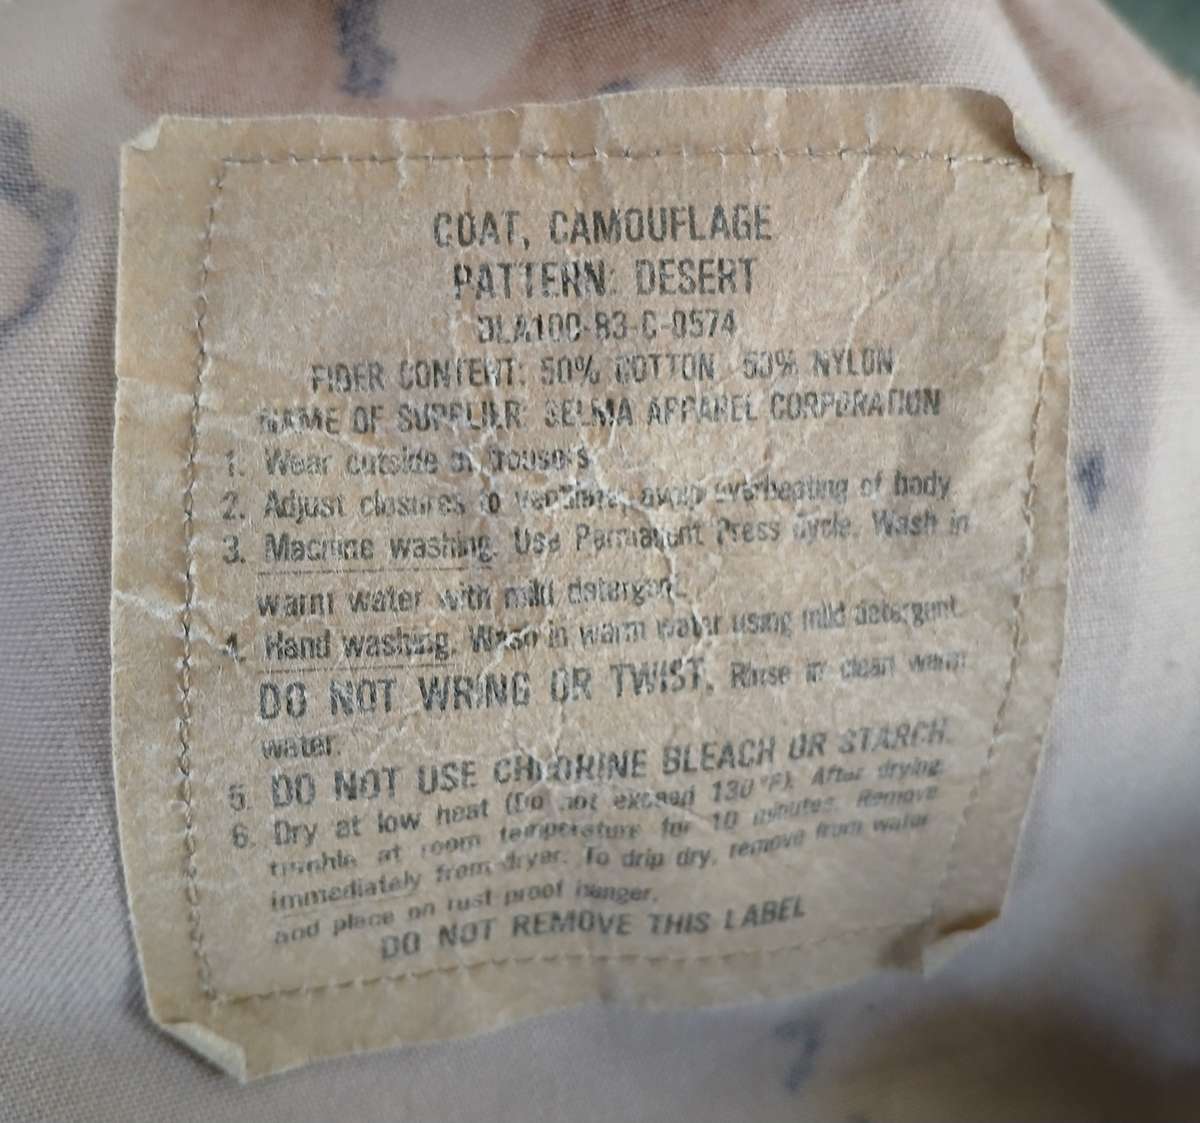 COAT, CAMOUFLAGE
PATTERN: DESERT
DLA100-83-C-0574
FIBER CONTENT: 50% COTTON 50% NYLON
NAME OF SUPPLIER: SELMA APPAREL CORPORATION
1. Wear outside of trousers
2. Adjust closures to ventilate, avoid overheating of body
3. Machine washing. Use Permanent Press Cycle. Wash in
warm water with mild detergent.
4. Hand washing. Wash in warm water using mild detergent.
DO NOT WRING OR TWIST. Rinse in clean warm
water.
5. DO NOT USE CHLORINE BLEACH OR STARCH.
6. Dry at low heat (Do not exceed 130°F). After drying
tumble at room temperature for 10 minutes. Remove
immediately from dryer. To drip dry, remove from water
and place on rust proof hanger.
DO NOT REMOVE THIS LABEL